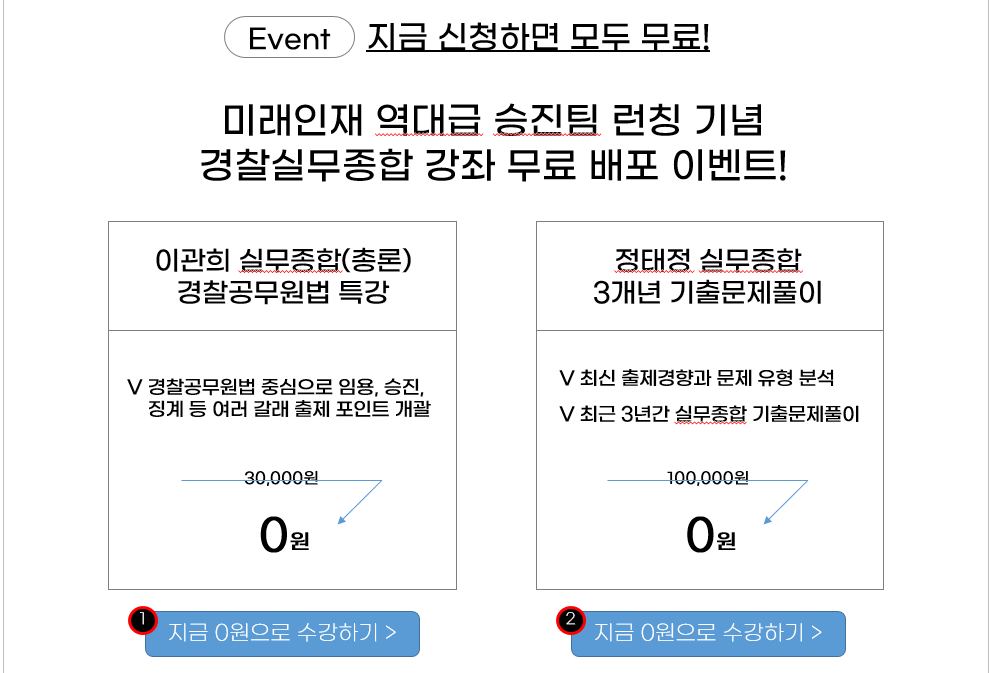 Event 지금 신청하면 모두 무료!
미래인재 역대급 승진팀 런칭 기념
경찰실무종합 강좌 무료 배포 이벤트!
이관희 실무종합(총론)
경찰공무원법 특강
V 경찰공무원법 중심으로 임용, 승진,
징계 등 여러 갈래 출제 포인트 개괄
30,000원
0원
1
지금 0원으로 수강하기 >
정태정 실무종합
3개년 기출문제풀이
V 최신 출제경향과 문제 유형 분석
V 최근 3년간 실무종합 기출문제풀이
100,000원
0원
2
지금 0원으로 수강하기 >